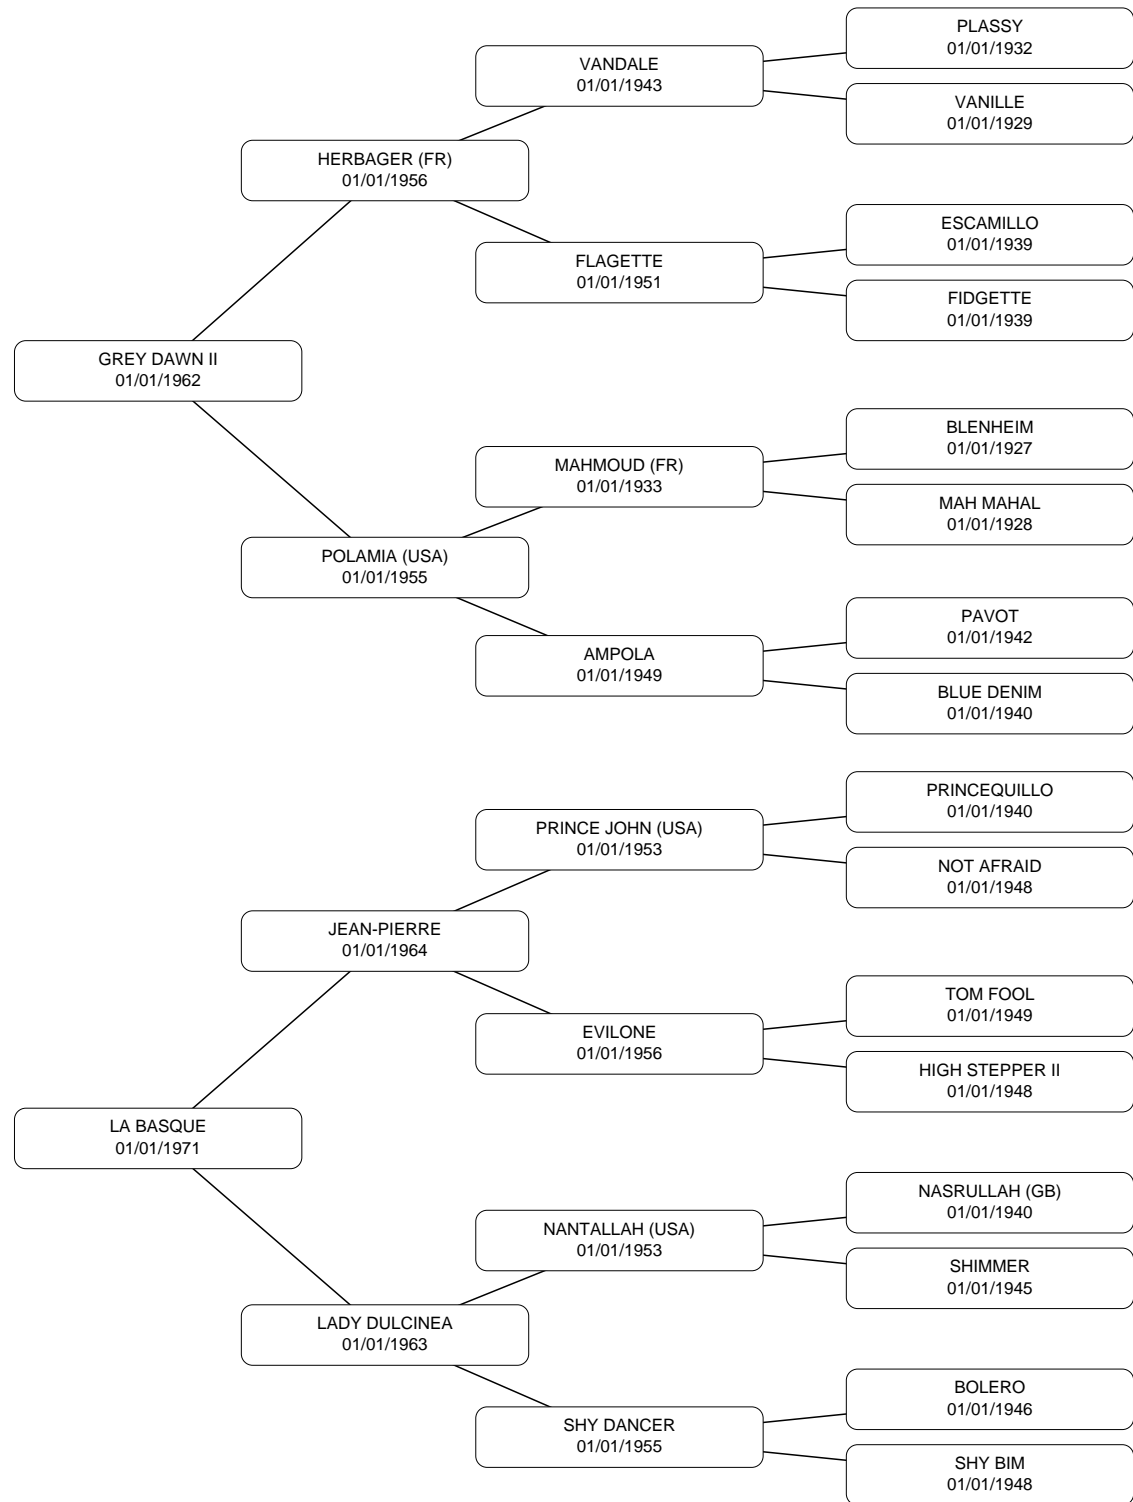 PLASSY
01/01/1932
VANDALE
01/01/1943
VANILLE
01/01/1929
HERBAGER (FR)
01/01/1956
ESCAMILLO
01/01/1939
FLAGETTE
01/01/1951
FIDGETTE
01/01/1939
GREY DAWN II
01/01/1962
BLENHEIM
01/01/1927
MAHMOUD (FR)
01/01/1933
MAH MAHAL
01/01/1928
POLAMIA (USA)
01/01/1955
PAVOT
01/01/1942
AMPOLA
01/01/1949
BLUE DENIM
01/01/1940
PRINCEQUILLO
01/01/1940
PRINCE JOHN (USA)
01/01/1953
NOT AFRAID
01/01/1948
JEAN-PIERRE
01/01/1964
TOM FOOL
01/01/1949
EVILONE
01/01/1956
HIGH STEPPER II
01/01/1948
LA BASQUE
01/01/1971
NASRULLAH (GB)
01/01/1940
NANTALLAH (USA)
01/01/1953
SHIMMER
01/01/1945
LADY DULCINEA
01/01/1963
BOLERO
01/01/1946
SHY DANCER
01/01/1955
SHY BIM
01/01/1948